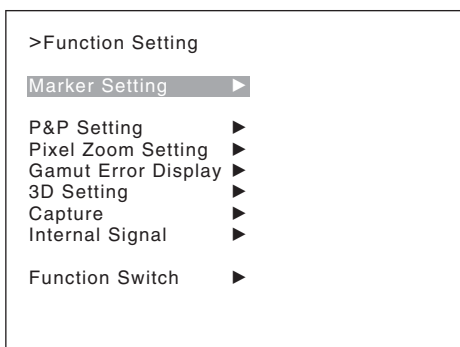 >Function Setting
Marker Setting ▶
P&P Setting ▶
Pixel Zoom Setting ▶
Gamut Error Display ▶
3D Setting ▶
Capture ▶
Internal Signal ▶
Function Switch ▶